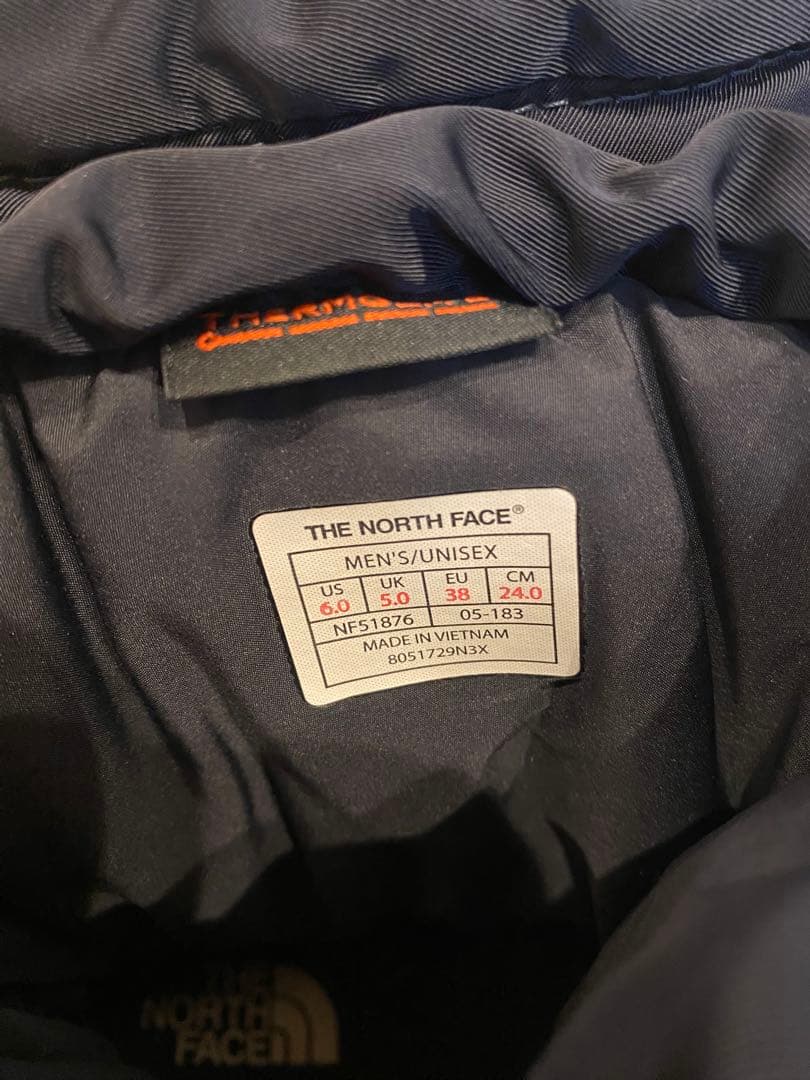 THE NORTH FACE®
MEN'S/UNISEX
US UK EU CM
6.0 5.0 38 24.0
NF51876 05-183
MADE IN VIETNAM
8051729N3X
THE
NORTH
FACE